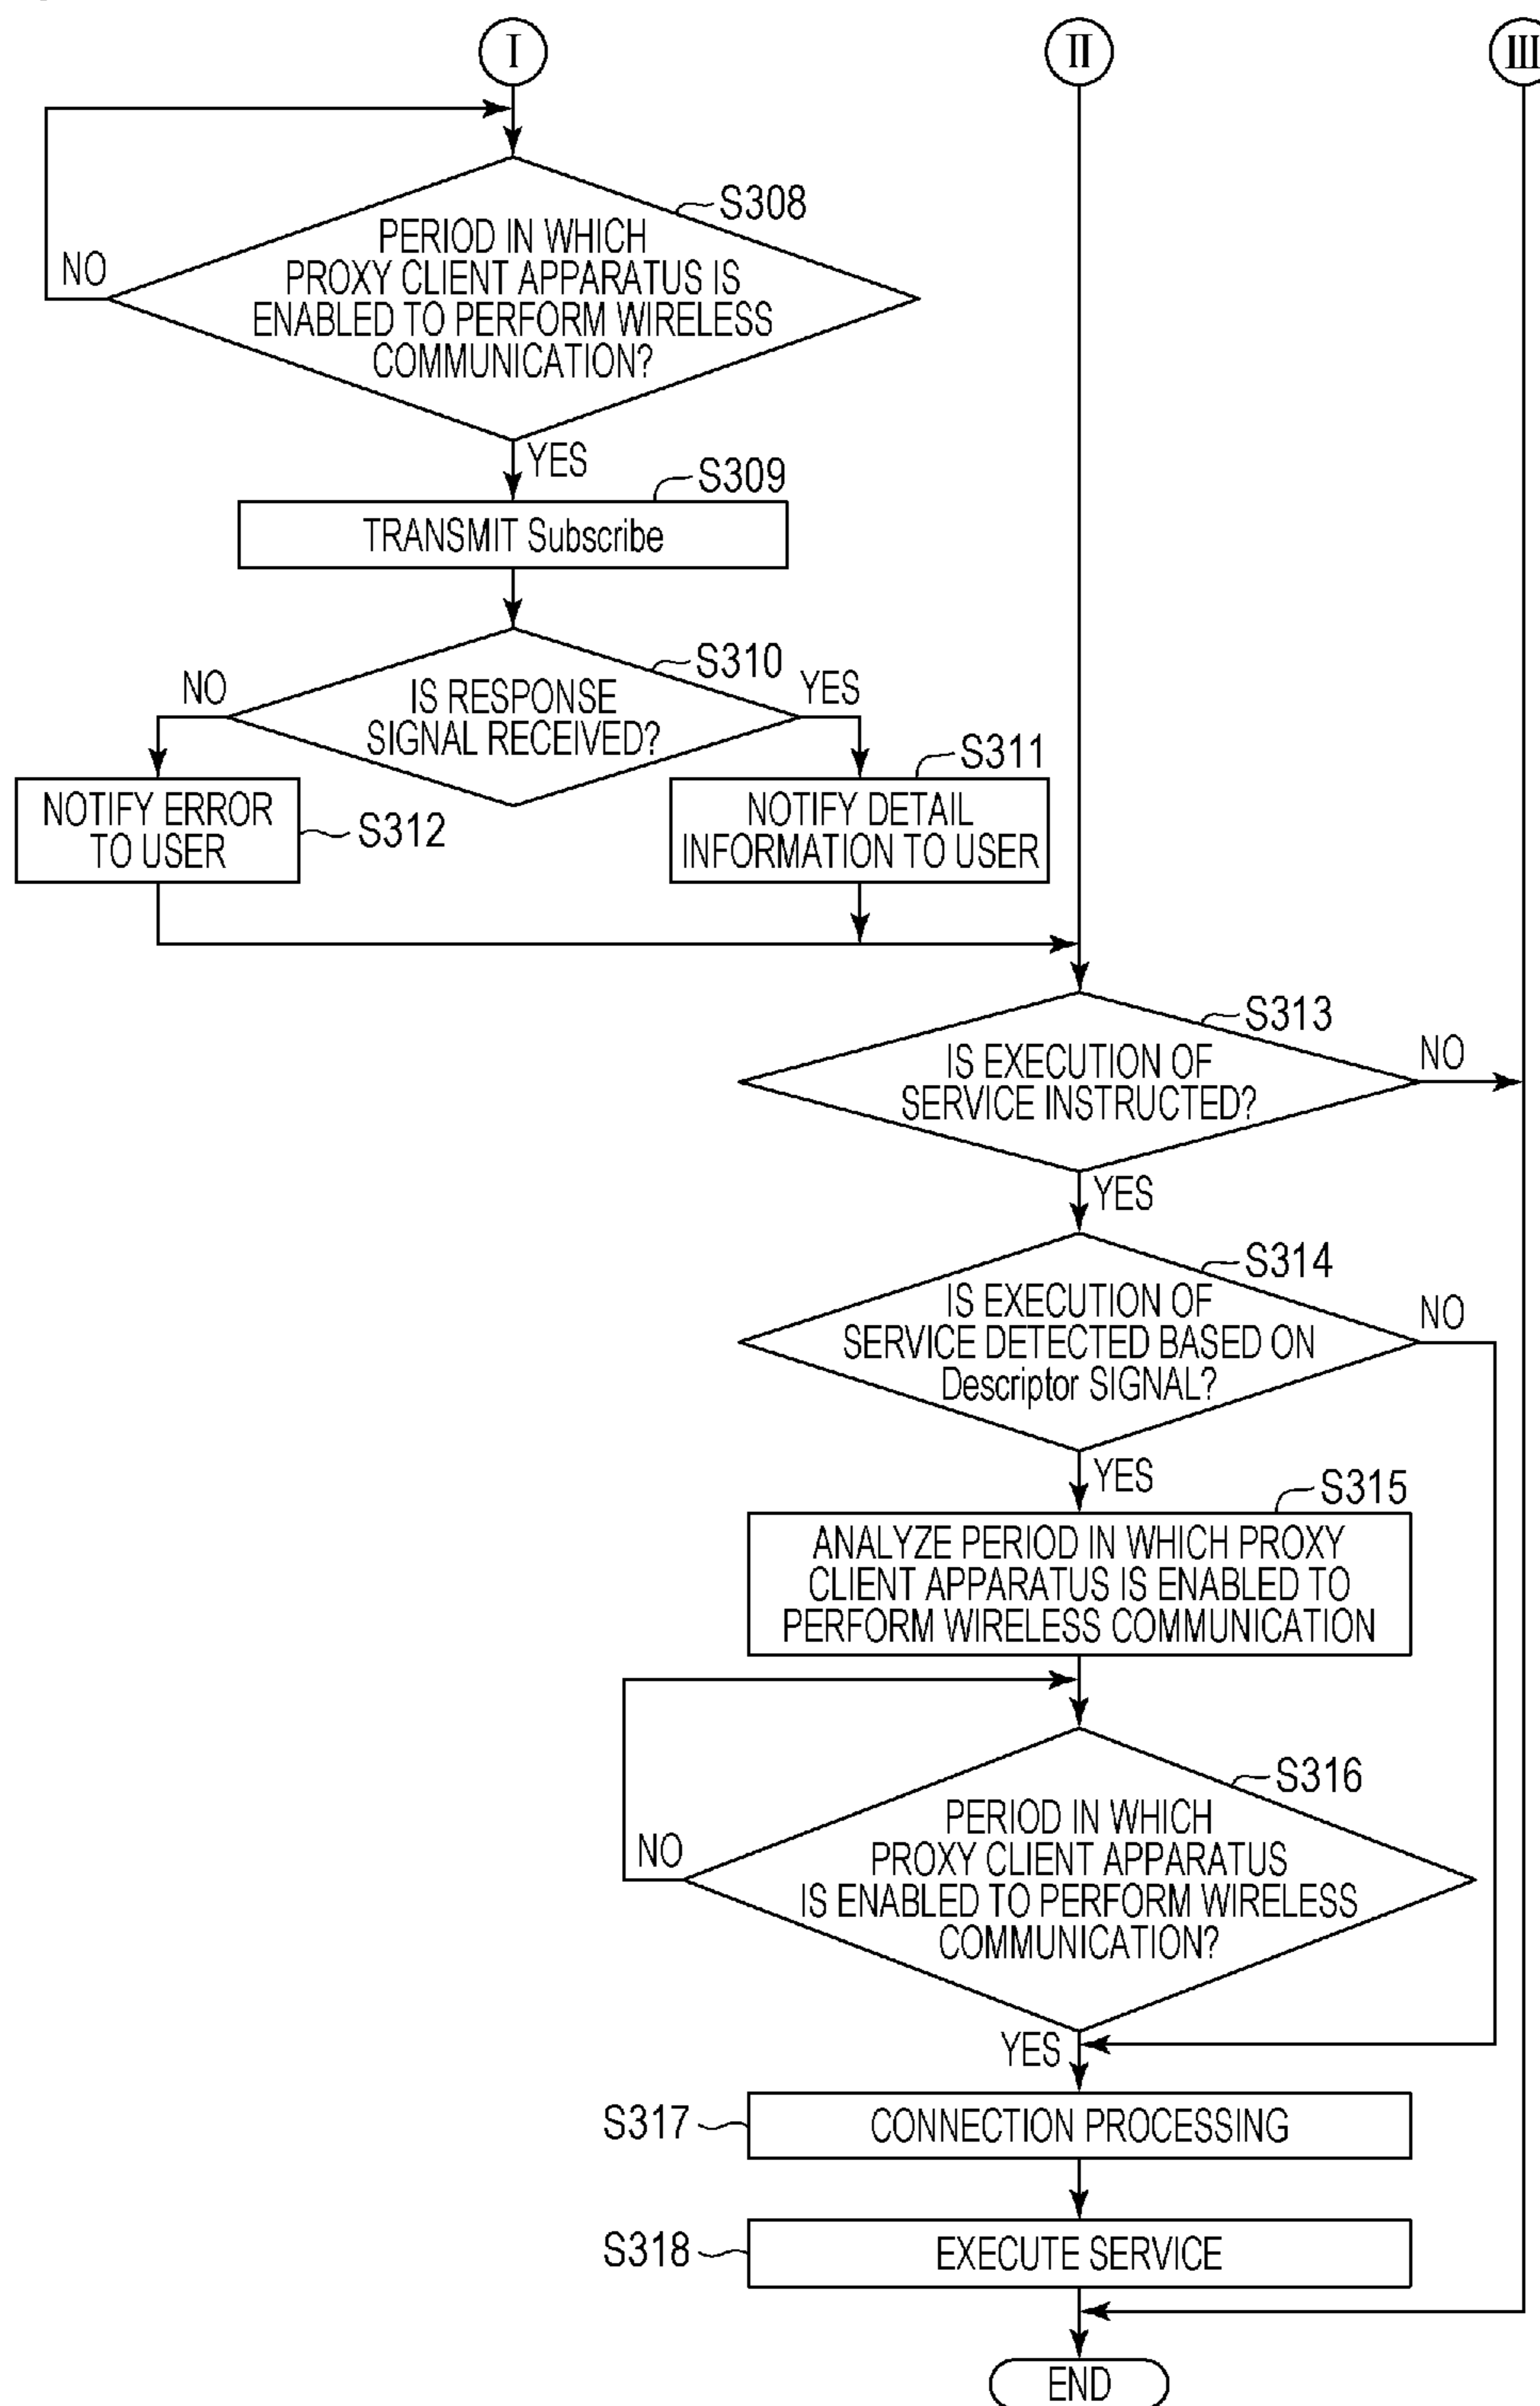 I
II
III
S308
PERIOD IN WHICH
PROXY CLIENT APPARATUS IS
ENABLED TO PERFORM WIRELESS
COMMUNICATION?
NO
YES
S309
TRANSMIT Subscribe
S310
NO
IS RESPONSE
SIGNAL RECEIVED?
YES
S311
NOTIFY ERROR
TO USER
S312
NOTIFY DETAIL
INFORMATION TO USER
S313
IS EXECUTION OF
SERVICE INSTRUCTED?
NO
YES
S314
IS EXECUTION OF
SERVICE DETECTED BASED ON
Descriptor SIGNAL?
NO
YES
S315
ANALYZE PERIOD IN WHICH PROXY
CLIENT APPARATUS IS ENABLED TO
PERFORM WIRELESS COMMUNICATION
S316
PERIOD IN WHICH
PROXY CLIENT APPARATUS
IS ENABLED TO PERFORM WIRELESS
COMMUNICATION?
NO
YES
S317
CONNECTION PROCESSING
S318
EXECUTE SERVICE
END